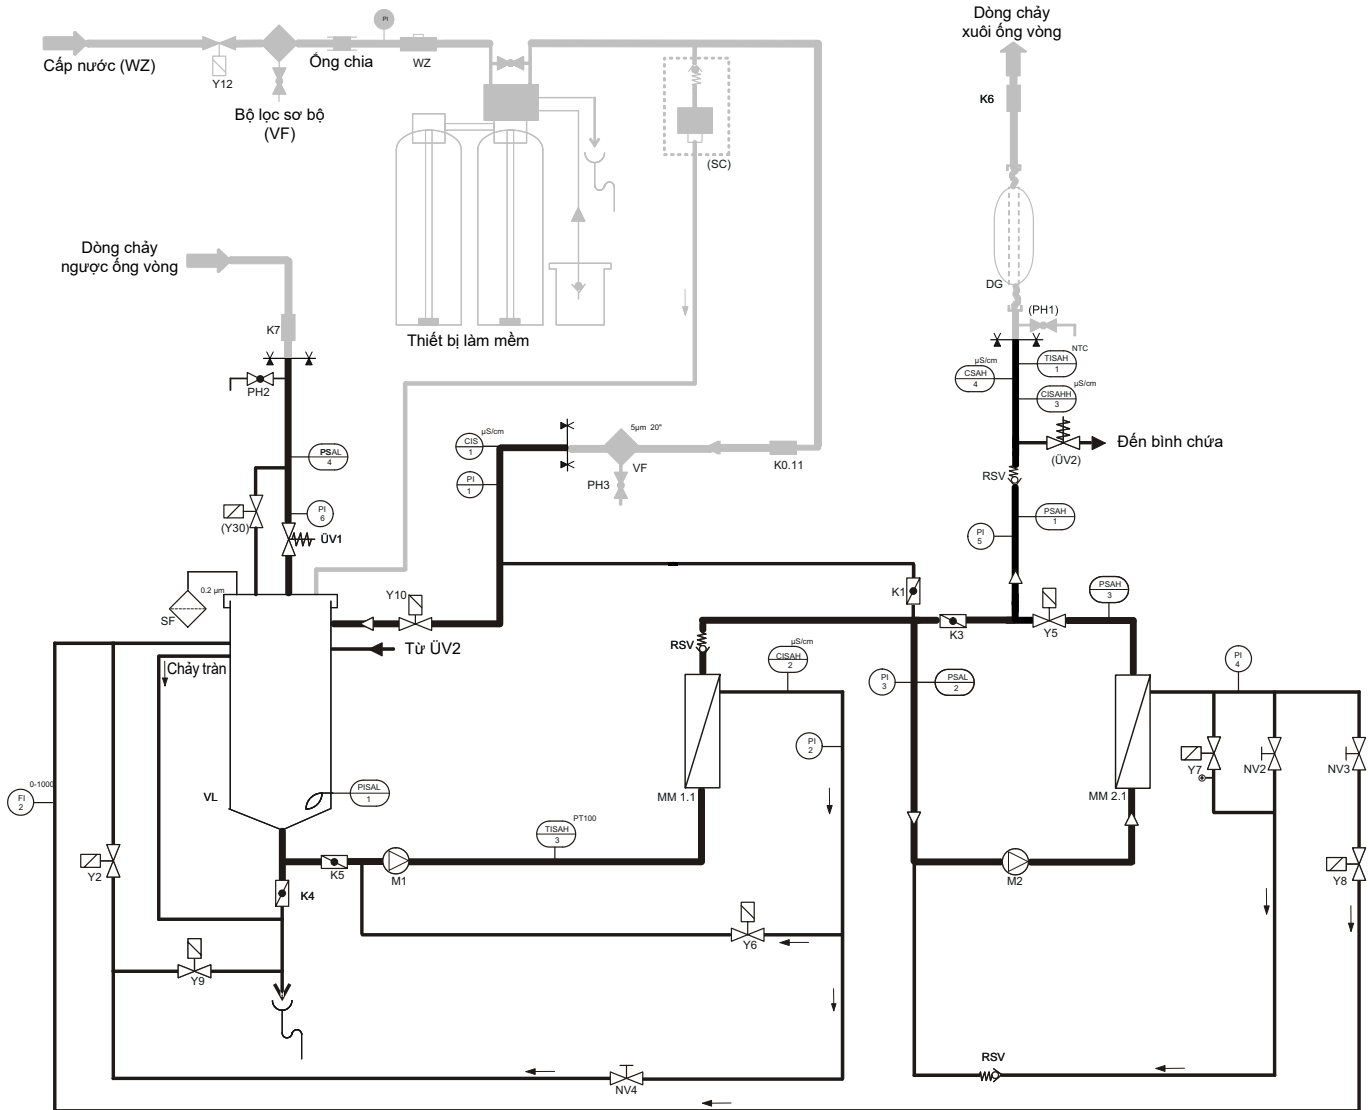 Dòng chảy
xuôi ống vòng
PI
Cấp nước (WZ)
Y12
Ống chia
WZ
Bộ lọc sơ bộ
(VF)
K6
(SC)
Dòng chảy
ngược ống vòng
K7
Thiết bị làm mềm
DG
(PH1)
NTC
TISAH
1
µS/cm
CSAH
4
µS/cm
CISAHH
3
PH2
PSAL
4
CIS
1
µS/cm
5µm 20"
VF
K0.11
PH3
PI
1
(ÜV2)
Đến bình chứa
RSV
PI
6
(Y30)
ÜV1
PSAH
1
PI
5
0.2 µm
SF
Y10
K1
PSAH
3
K3
Y5
Từ ÜV2
Chảy tràn
RSV
µS/cm
CISAH
2
PI
3
PSAL
2
PI
4
PI
2
Y7
NV2
NV3
0-1000
FI
2
VL
PISAL
1
MM 1.1
MM 2.1
TISAH
3
PT100
Y2
K5
M1
M2
Y8
K4
Y6
Y9
RSV
NV4